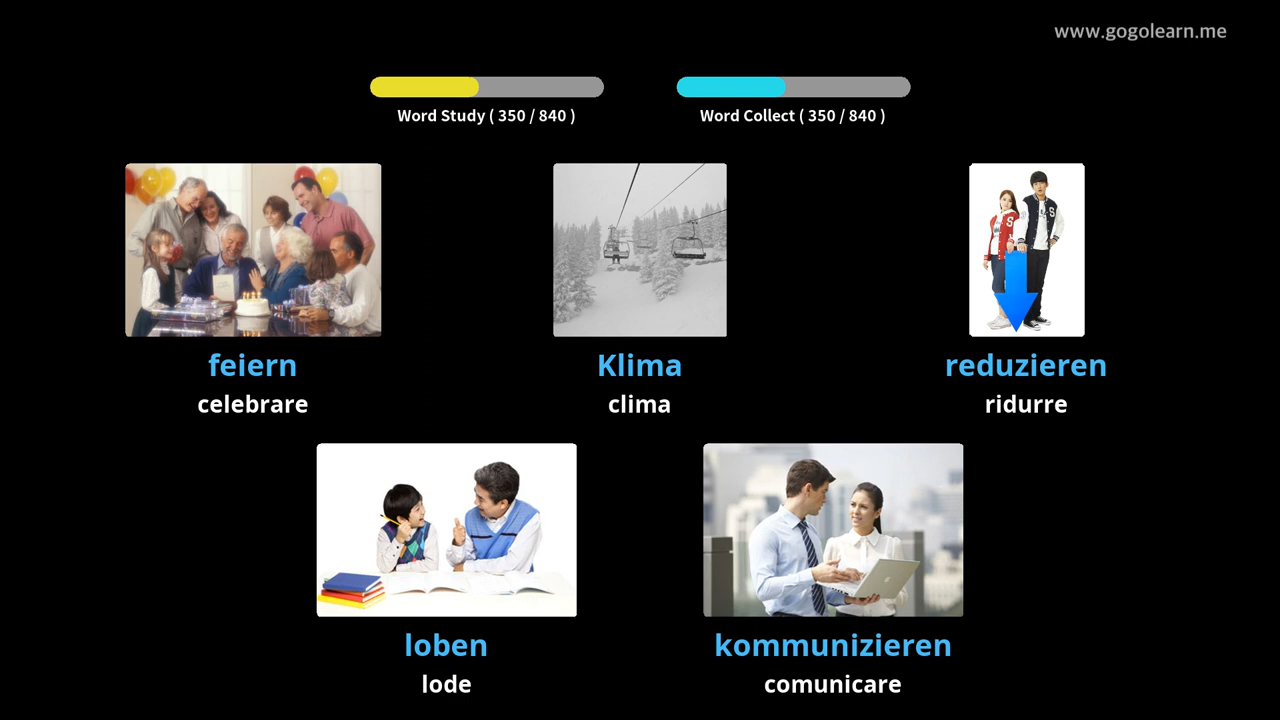 www.gogolearn.me
Word Study ( 350 / 840 )
Word Collect ( 350 / 840 )
feiern
celebrare
Klima
clima
reduzieren
ridurre
loben
lode
kommunizieren
comunicare